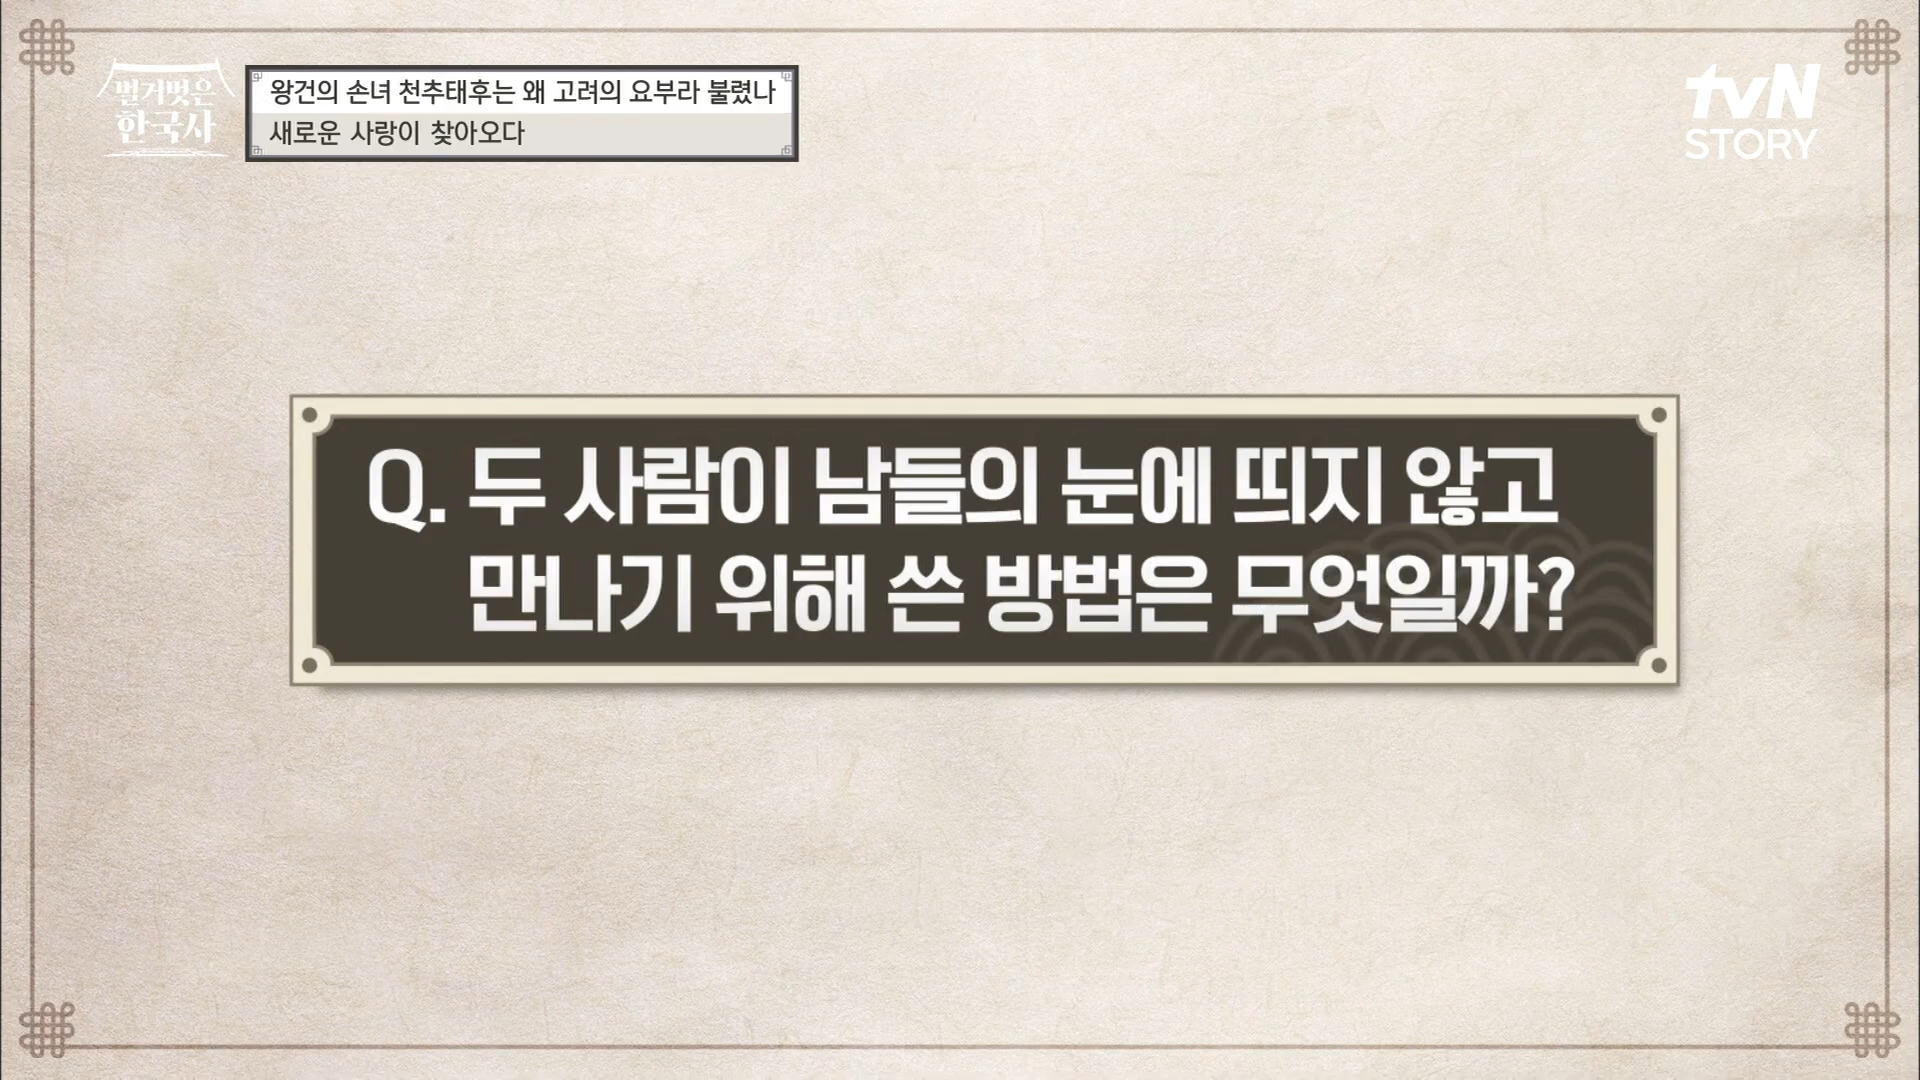 벌거벗은
한국사
왕건의 손녀 천추태후는 왜 고려의 요부라 불렸나
새로운 사랑이 찾아오다
tvN
STORY
Q. 두 사람이 남들의 눈에 띄지 않고
만나기 위해 쓴 방법은 무엇일까?